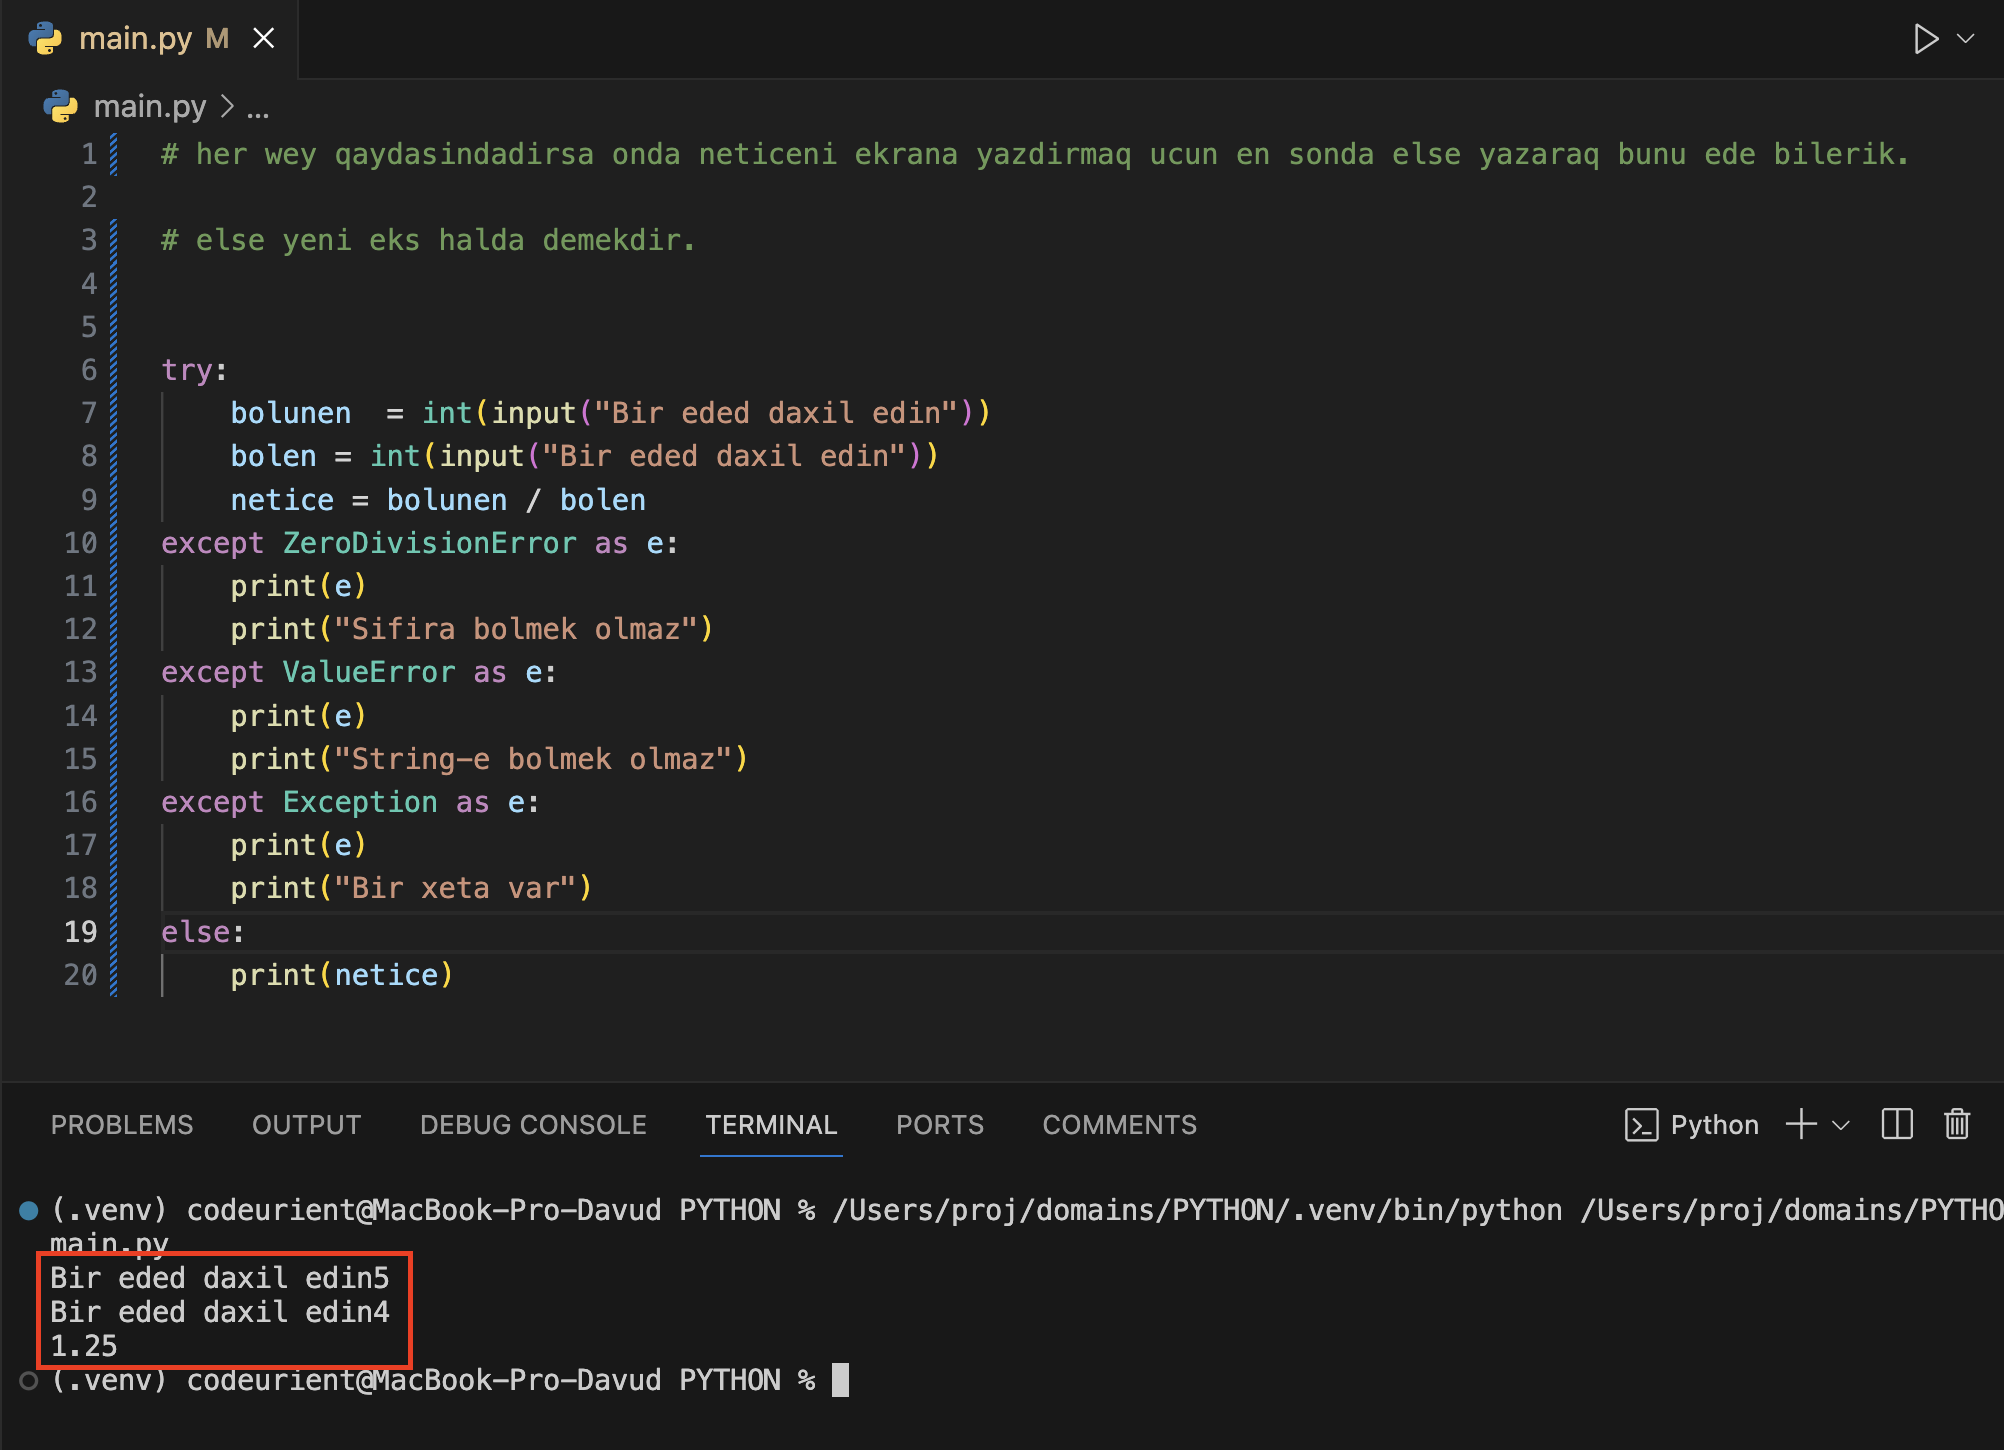 main.py M
main.py > ...
1 # her wey qaydasindadirsa onda neticeni ekrana yazdirmaq ucun en sonda else yazaraq bunu ede bilerik.
2
3 # else yeni eks halda demekdir.
4
5
6 try:
7     bolunen  = int(input("Bir eded daxil edin"))
8     bolen = int(input("Bir eded daxil edin"))
9     netice = bolunen / bolen
10 except ZeroDivisionError as e:
11     print(e)
12     print("Sifira bolmek olmaz")
13 except ValueError as e:
14     print(e)
15     print("String-e bolmek olmaz")
16 except Exception as e:
17     print(e)
18     print("Bir xeta var")
19 else:
20     print(netice)
PROBLEMS OUTPUT DEBUG CONSOLE TERMINAL PORTS COMMENTS Python
(.venv) codeurient@MacBook-Pro-Davud PYTHON % /Users/proj/domains/PYTHON/.venv/bin/python /Users/proj/domains/PYTHO
main.py
Bir eded daxil edin5
Bir eded daxil edin4
1.25
(.venv) codeurient@MacBook-Pro-Davud PYTHON %